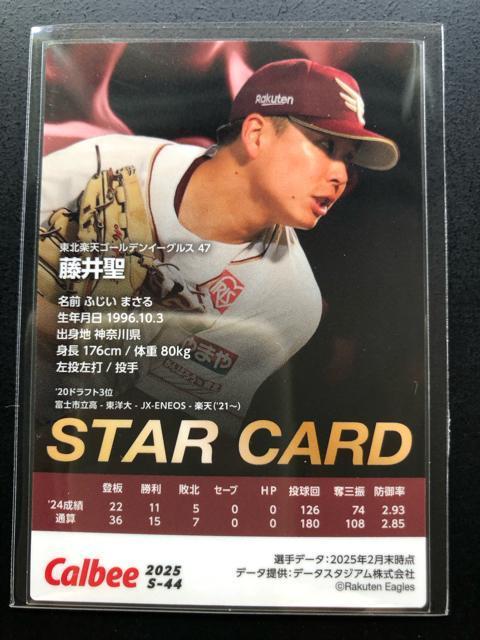 Rakuten
東北楽天ゴールデンイーグルス 47
藤井聖
名前 ふじい まさる
生年月日 1996.10.3
出身地 神奈川県
身長 176cm / 体重 80kg
左投左打 / 投手
'20ドラフト3位
富士市立高 - 東洋大 - JX-ENEOS - 楽天('21〜)
やまや
STAR CARD
登板 勝利 敗北 セーブ HP 投球回 奪三振 防御率
'24成績 22 11 5 0 0 126 74 2.93
通算 36 15 7 0 0 180 108 2.85
Calbee 2025
S-44
選手データ:2025年2月末時点
データ提供:データスタジアム株式会社
©Rakuten Eagles